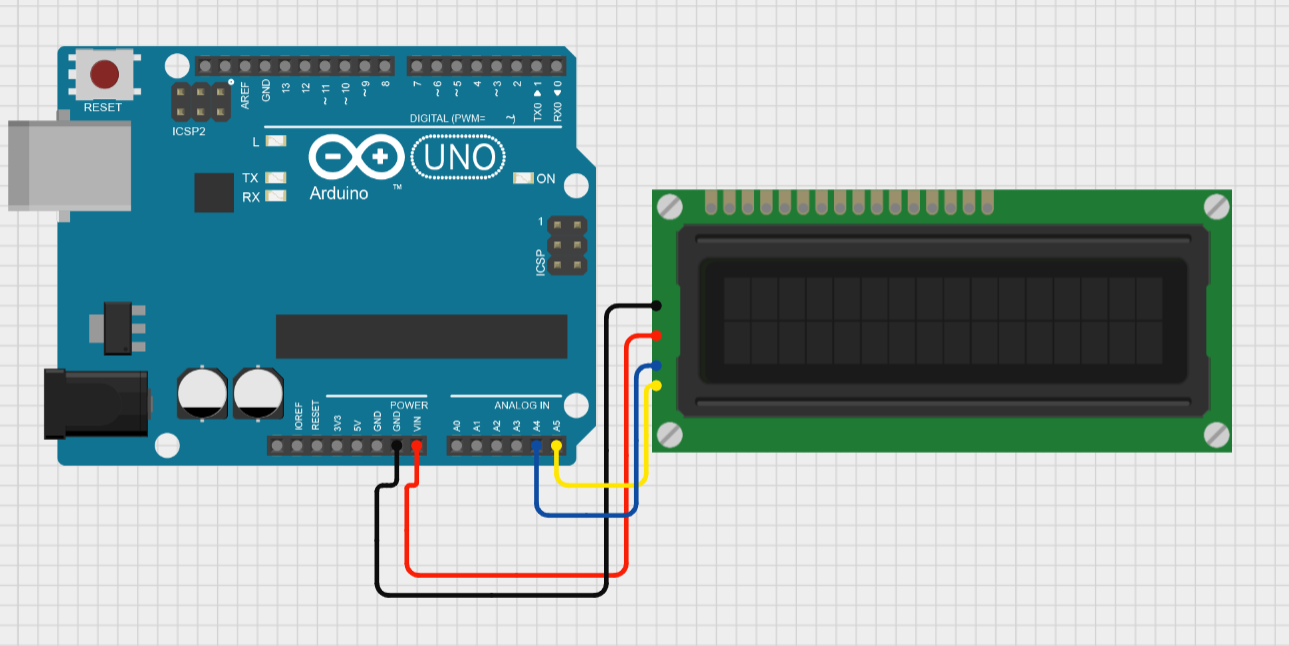 RESET
ICSP2
AREF
GND
13
12
~11
~10
~9
8
7
~6
~5
4
~3
2
TX0 ▶ 1
RX0 ◀ 0
DIGITAL (PWM= ~)
L
TX
RX
Arduino
™
UNO
ON
1
ICSP
POWER
ANALOG IN
IOREF
RESET
3V3
5V
GND
GND
VIN
A0
A1
A2
A3
A4
A5